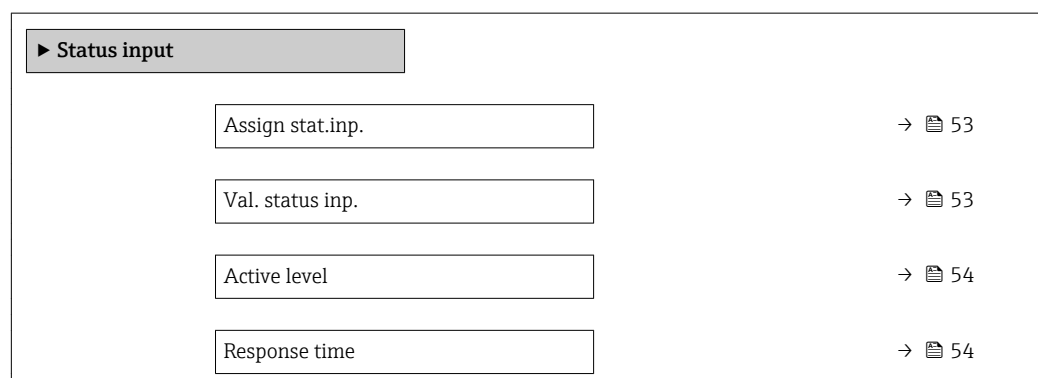 ▶ Status input
Assign stat.inp. → 53
Val. status inp. → 53
Active level → 54
Response time → 54